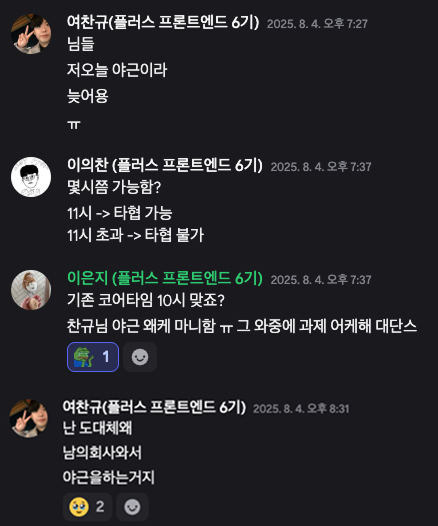 여찬규(플러스 프론트엔드 6기) 2025. 8. 4. 오후 7:27
님들
저오늘 야근이라
늦어용
ㅠ
이의찬 (플러스 프론트엔드 6기) 2025. 8. 4. 오후 7:37
몇시쯤 가능함?
11시 -> 타협 가능
11시 초과 -> 타협 불가
이은지 (플러스 프론트엔드 6기) 2025. 8. 4. 오후 7:37
기존 코어타임 10시 맞죠?
찬규님 야근 왜케 마니함 ㅠ 그 와중에 과제 어케해 대단스
1
여찬규(플러스 프론트엔드 6기) 2025. 8. 4. 오후 8:31
난 도대체왜
남의회사와서
야근을하는거지
2